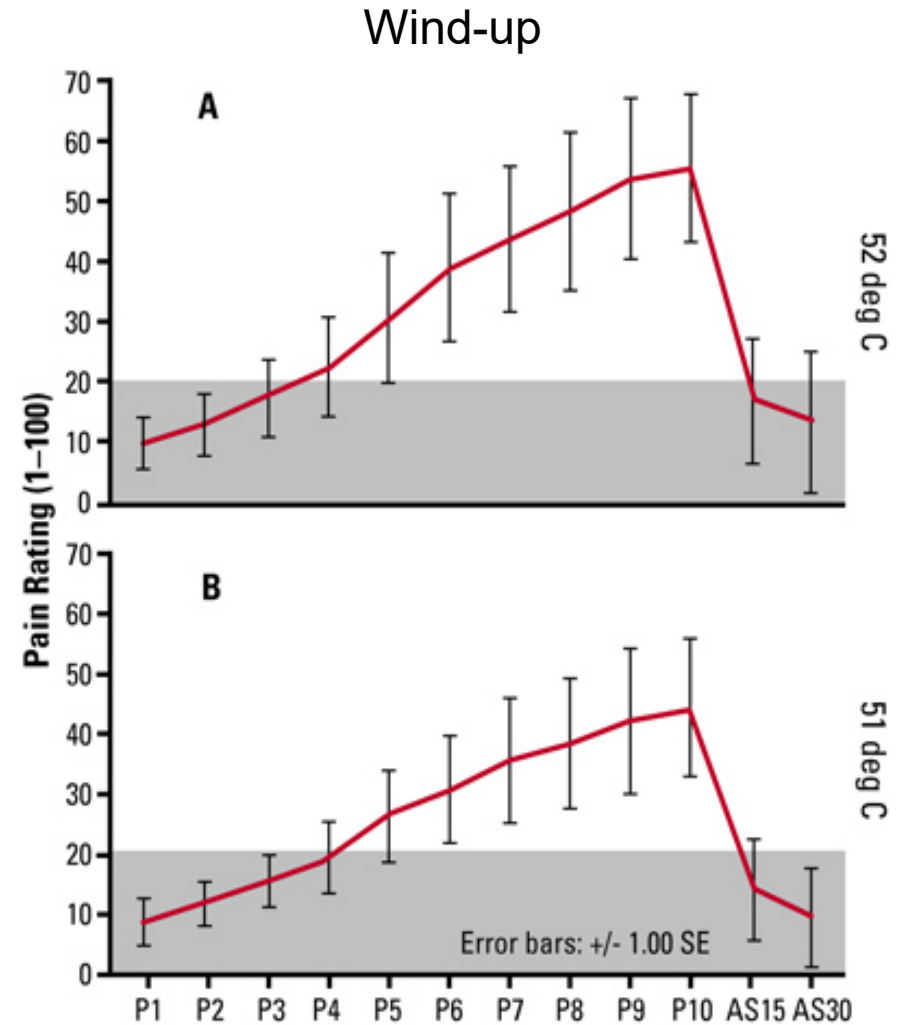 Wind-up
Pain Rating (1–100)
A
70
60
50
40
30
20
10
0
52 deg C
B
70
60
50
40
30
20
10
0
51 deg C
Error bars: +/- 1.00 SE
P1 P2 P3 P4 P5 P6 P7 P8 P9 P10 AS15 AS30